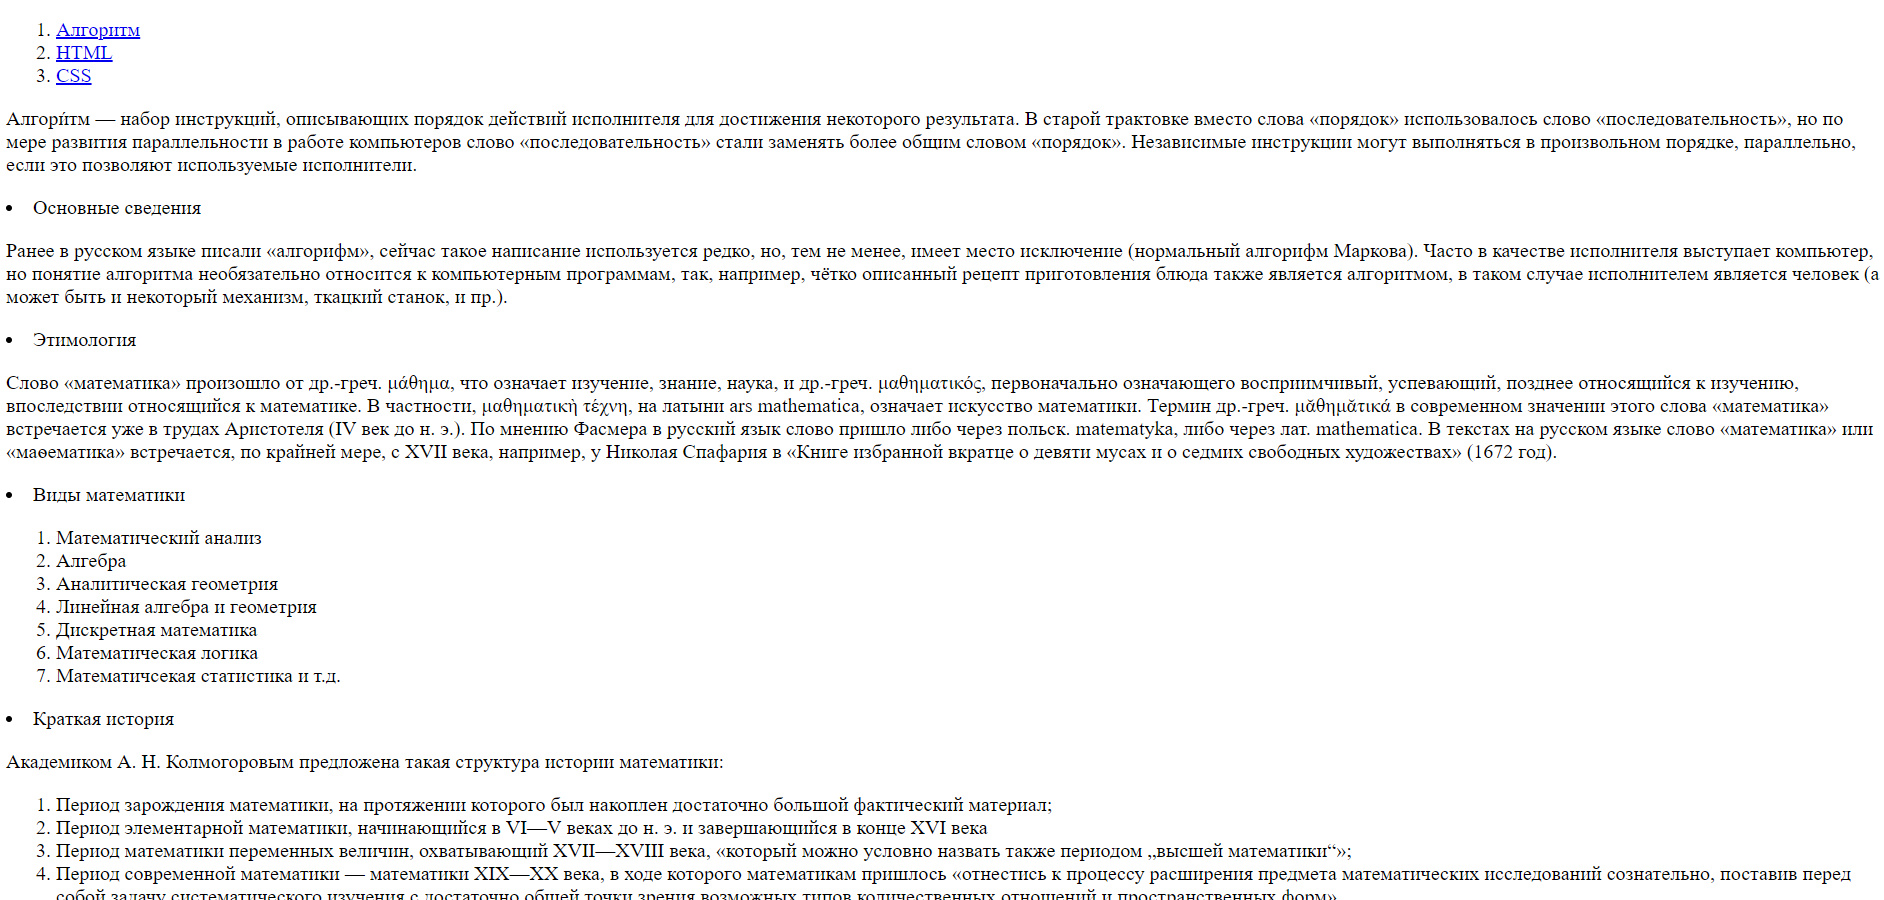 1. Алгоритм
2. HTML
3. CSS
Алгори́тм — набор инструкций, описывающих порядок действий исполнителя для достижения некоторого результата. В старой трактовке вместо слова «порядок» использовалось слово «последовательность», но по
мере развития параллельности в работе компьютеров слово «последовательность» стали заменять более общим словом «порядок». Независимые инструкции могут выполняться в произвольном порядке, параллельно,
если это позволяют используемые исполнители.
• Основные сведения
Ранее в русском языке писали «алгорифм», сейчас такое написание используется редко, но, тем не менее, имеет место исключение (нормальный алгорифм Маркова). Часто в качестве исполнителя выступает компьютер,
но понятие алгоритма необязательно относится к компьютерным программам, так, например, чётко описанный рецепт приготовления блюда также является алгоритмом, в таком случае исполнителем является человек (а
может быть и некоторый механизм, ткацкий станок, и пр.).
• Этимология
Слово «математика» произошло от др.-греч. μάθημα, что означает изучение, знание, наука, и др.-греч. μαθηματικός, первоначально означающего восприимчивый, успевающий, позднее относящийся к изучению,
впоследствии относящийся к математике. В частности, μαθηματικὴ τέχνη, на латыни ars mathematica, означает искусство математики. Термин др.-греч. μᾰθημᾰτικά в современном значении этого слова «математика»
встречается уже в трудах Аристотеля (IV век до н. э.). По мнению Фасмера в русский язык слово пришло либо через польск. matematyka, либо через лат. mathematica. В текстах на русском языке слово «математика» или
«маѳематика» встречается, по крайней мере, с XVII века, например, у Николая Спафария в «Книге избранной вкратце о девяти мусах и о седмих свободных художествах» (1672 год).
• Виды математики
1. Математический анализ
2. Алгебра
3. Аналитическая геометрия
4. Линейная алгебра и геометрия
5. Дискретная математика
6. Математическая логика
7. Математичсекая статистика и т.д.
• Краткая история
Академиком А. Н. Колмогоровым предложена такая структура истории математики:
1. Период зарождения математики, на протяжении которого был накоплен достаточно большой фактический материал;
2. Период элементарной математики, начинающийся в VI—V веках до н. э. и завершающийся в конце XVI века
3. Период математики переменных величин, охватывающий XVII—XVIII века, «который можно условно назвать также периодом „высшей математики“»;
4. Период современной математики — математики XIX—XX века, в ходе которого математикам пришлось «отнестись к процессу расширения предмета математических исследований сознательно, поставив перед
собой задачу систематического изучения с достаточно общей точки зрения возможных типов количественных отношений и пространственных форм»